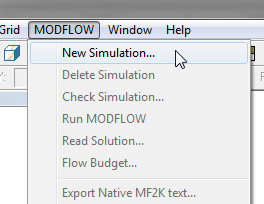 Grid MODFLOW Window Help
New Simulation...
Delete Simulation
Check Simulation...
Run MODFLOW
Read Solution...
Flow Budget...
Export Native MF2K text...